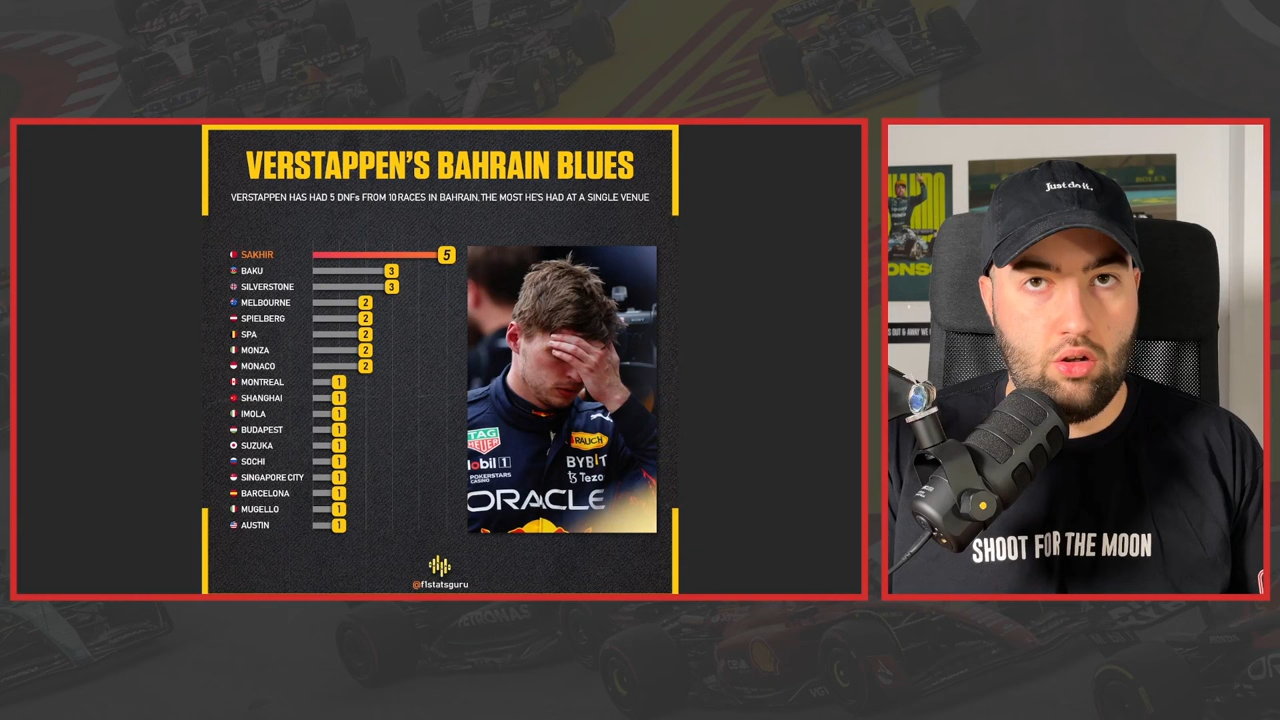 VERSTAPPEN'S BAHRAIN BLUES
VERSTAPPEN HAS HAD 5 DNFs FROM 10 RACES IN BAHRAIN, THE MOST HE'S HAD AT A SINGLE VENUE
SAKHIR 5
BAKU 3
SILVERSTONE 3
MELBOURNE 2
SPIELBERG 2
SPA 2
MONZA 2
MONACO 2
MONTREAL 1
SHANGHAI 1
IMOLA 1
BUDAPEST 1
SUZUKA 1
SOCHI 1
SINGAPORE CITY 1
BARCELONA 1
MUGELLO 1
AUSTIN 1
TAG
HEUER
RAUCH
Mobil 1
BYBIT
POKERSTARS
CASINO
Tezo
ORACLE
@f1statsguru
Just do it.
ROLEX
SHOOT FOR THE MOON
PETRONAS